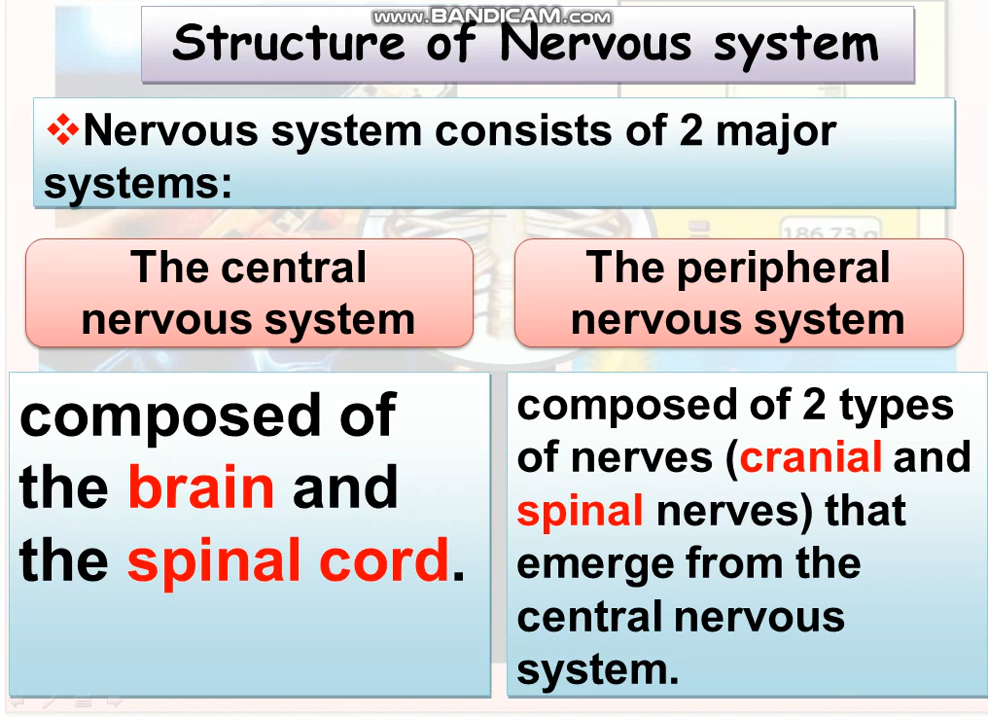 www.BANDICAM.com
Structure of Nervous system
❖Nervous system consists of 2 major
systems:
186.73 g
The central
nervous system
The peripheral
nervous system
composed of
the brain and
the spinal cord.
composed of 2 types
of nerves (cranial and
spinal nerves) that
emerge from the
central nervous
system.